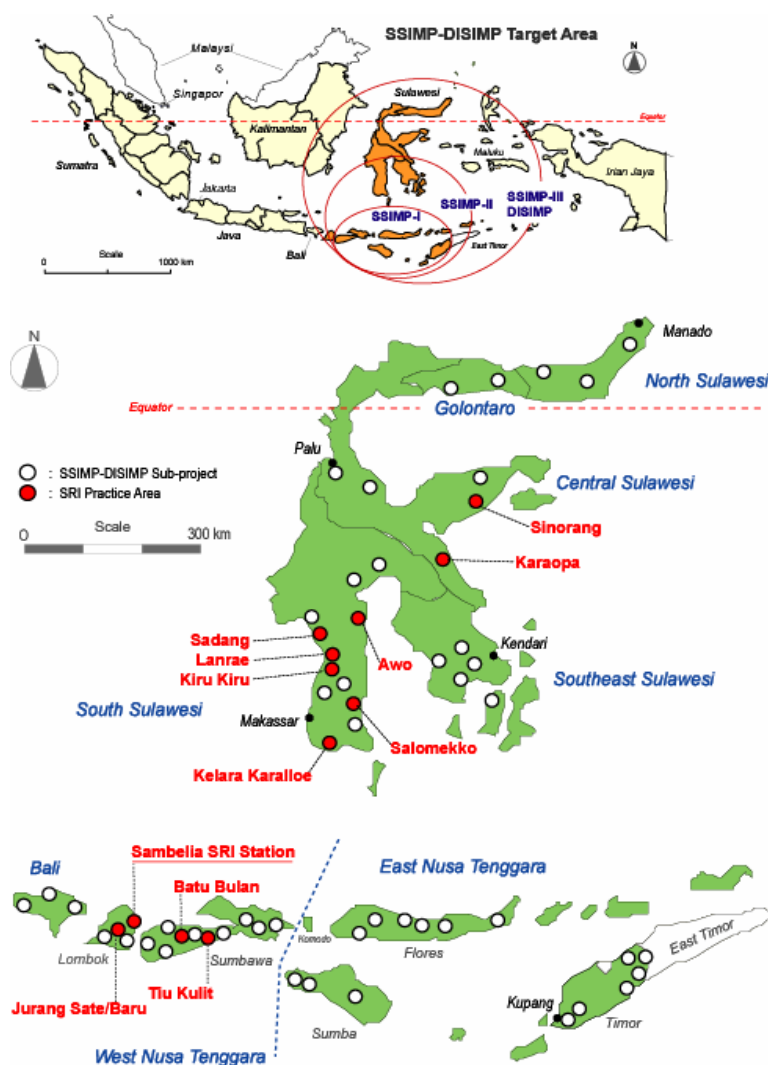 SSIMP-DISIMP Target Area
Malaysi
N
Singapor
Sulawesi
Equator
Kalimantan
Maluku
Sumatra
Irian Jaya
Jakarta
SSIMP-III
DISIMP
SSIMP-II
SSIMP-I
Java
Bali
East Timor
0 Scale 1000 km
Manado
N
North Sulawesi
Equator
Golontaro
Palu
: SSIMP-DISIMP Sub-project
: SRI Practice Area
Central Sulawesi
Scale
0 300 km
Sinorang
Karaopa
Sadang
Lanrae
Kiru Kiru
Awo
Kendari
Southeast Sulawesi
South Sulawesi
Makassar
Salomekko
Kelara Karalloe
Sambelia SRI Station
Bali
East Nusa Tenggara
Batu Bulan
Komodo
East Timor
Lombok
Sumbawa
Flores
Jurang Sate/Baru
Tiu Kulit
Kupang
Timor
Sumba
West Nusa Tenggara